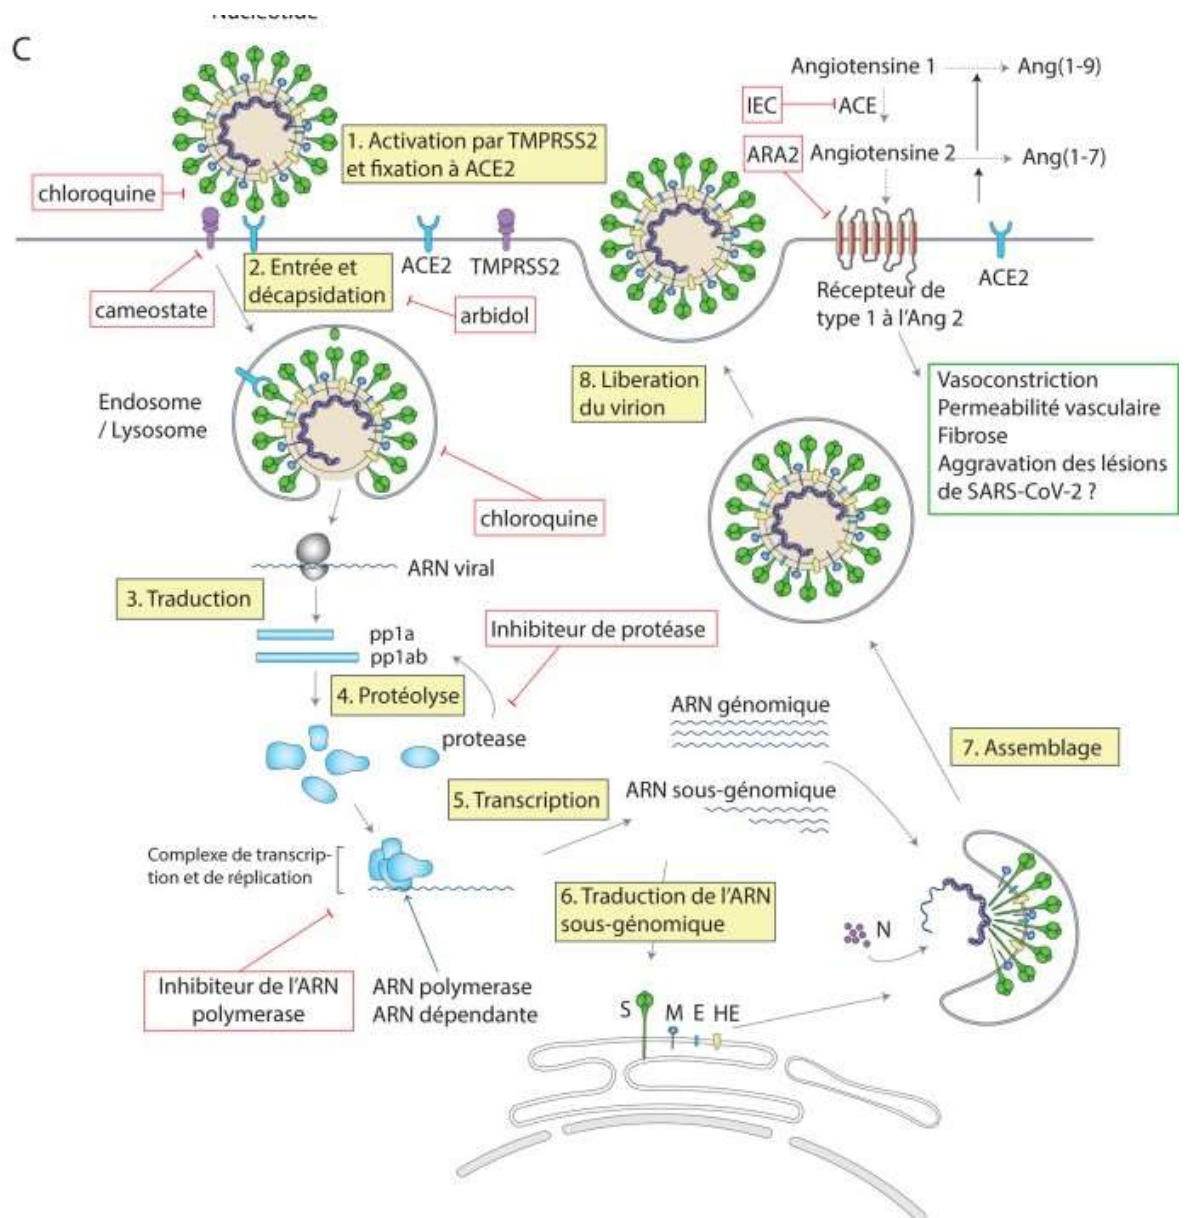 Nucléotide
C
chloroquine
1. Activation par TMPRSS2
et fixation à ACE2
Angiotensine 1
Ang(1-9)
IEC
ACE
ARA2
Angiotensine 2
Ang(1-7)
2. Entrée et
décapsidation
ACE2
TMPRSS2
ACE2
cameostate
arbidol
Récepteur de
type 1 à l'Ang 2
Endosome
/ Lysosome
8. Liberation
du virion
Vasoconstriction
Permeabilité vasculaire
Fibrose
Aggravation des lésions
de SARS-CoV-2 ?
chloroquine
ARN viral
3. Traduction
pp1a
pp1ab
Inhibiteur de protéase
4. Protéolyse
protease
ARN génomique
7. Assemblage
5. Transcription
ARN sous-génomique
Complexe de transcrip-
tion et de réplication
6. Traduction de l'ARN
sous-génomique
N
Inhibiteur de l'ARN
polymerase
ARN polymerase
ARN dépendante
S
M
E
HE